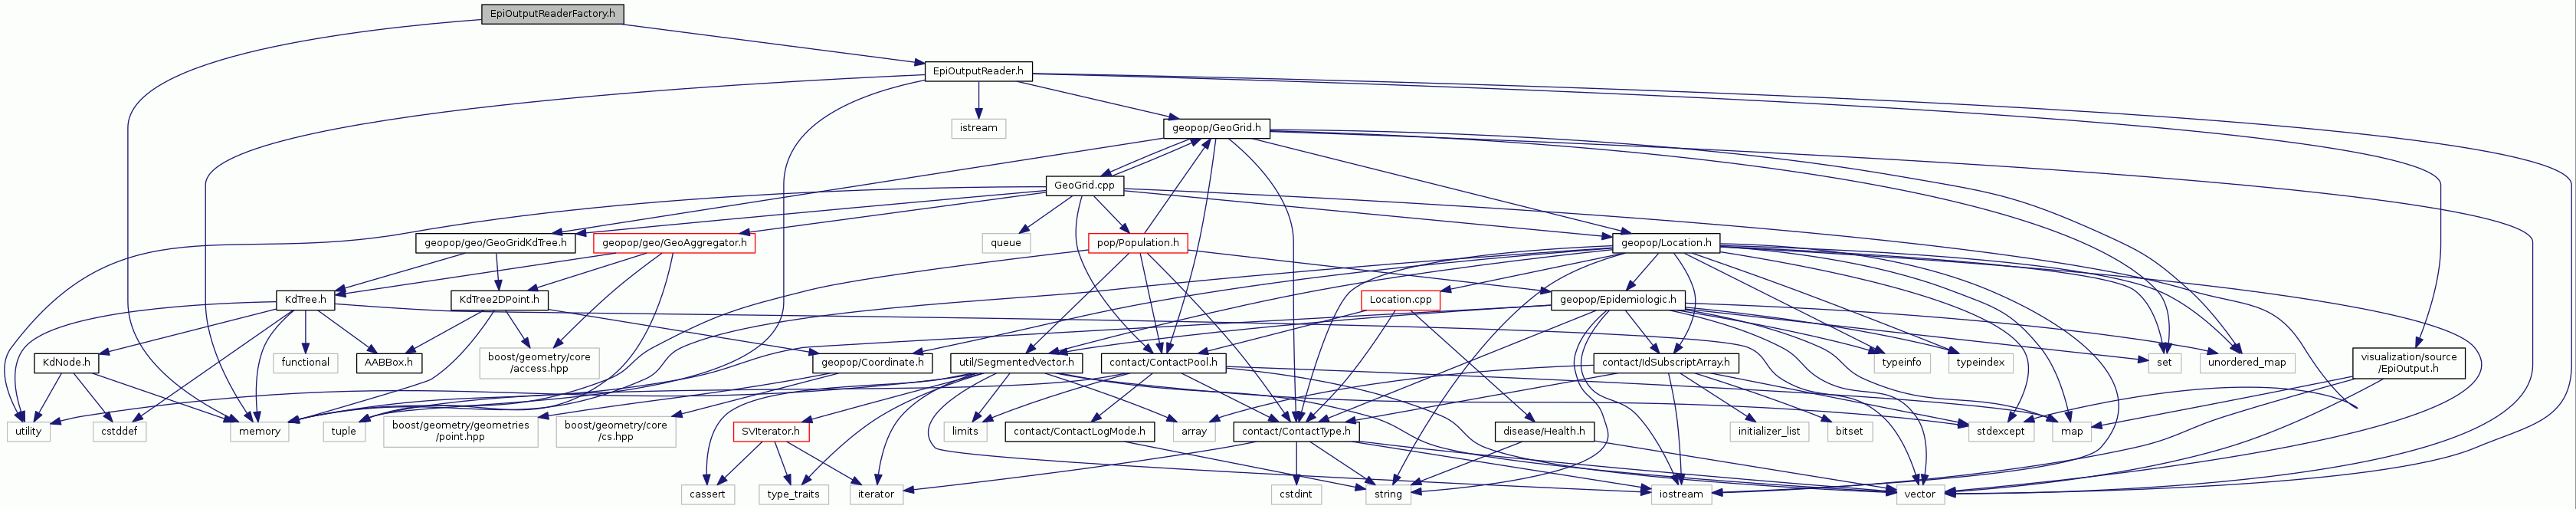 EpiOutputReaderFactory.h
EpiOutputReader.h
istream
geopop/GeoGrid.h
GeoGrid.cpp
geopop/geo/GeoGridKdTree.h
geopop/geo/GeoAggregator.h
queue
pop/Population.h
geopop/Location.h
KdTree.h
KdTree2DPoint.h
Location.cpp
geopop/Epidemiologic.h
KdNode.h
functional
AABBox.h
boost/geometry/core
/access.hpp
geopop/Coordinate.h
util/SegmentedVector.h
contact/ContactPool.h
contact/IdSubscriptArray.h
typeinfo
typeindex
set
unordered_map
visualization/source
/EpiOutput.h
utility
cstddef
memory
tuple
boost/geometry/geometries
/point.hpp
boost/geometry/core
/cs.hpp
SVIterator.h
limits
contact/ContactLogMode.h
array
contact/ContactType.h
disease/Health.h
initializer_list
bitset
stdexcept
map
cassert
type_traits
iterator
cstdint
string
iostream
vector